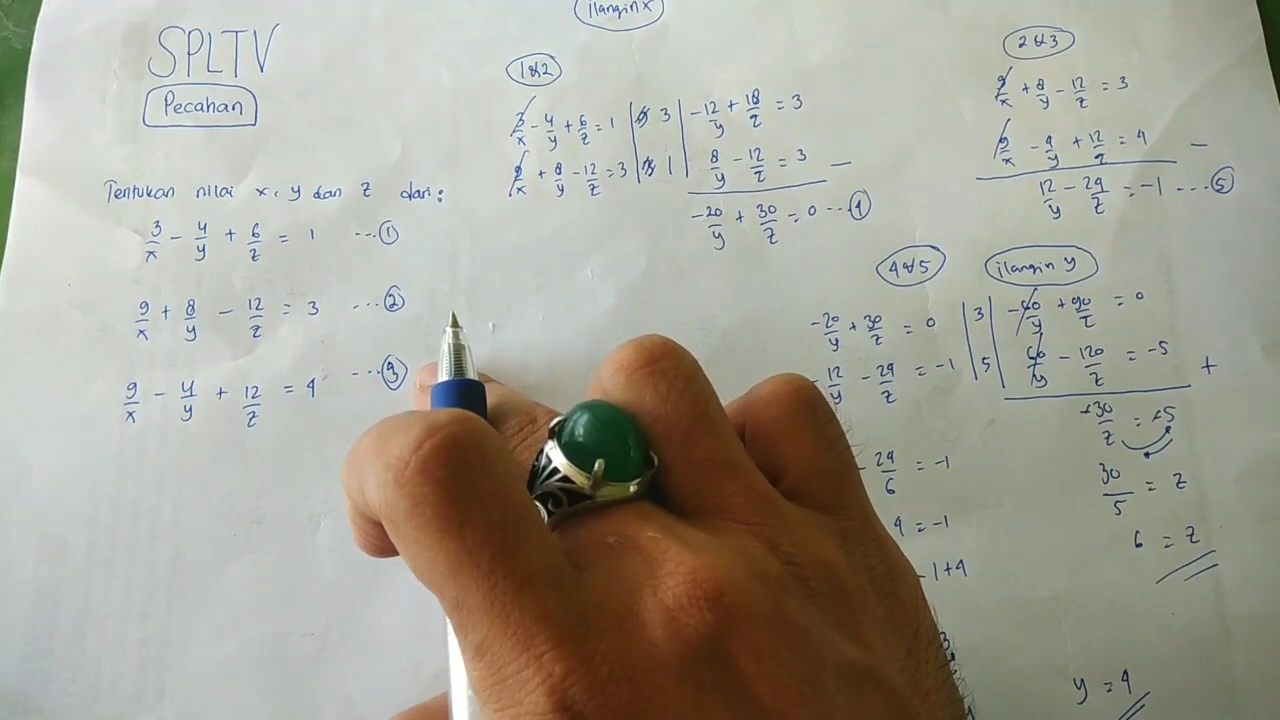 ilangin x
SPLTV
Pecahan
Tentukan nilai x, y dan z dari:
3/x - 4/y + 6/z = 1 ...①
9/x + 8/y - 12/z = 3 ...②
9/x - 4/y + 12/z = 4 ...③
1&2
3/x - 4/y + 6/z = 1 | 3 | -12/y + 18/z = 3
9/x + 8/y - 12/z = 3 | 1 | 8/y - 12/z = 3 —
-20/y + 30/z = 0 ...④
2&3
9/x + 8/y - 12/z = 3
9/x - 4/y + 12/z = 4 —
12/y - 24/z = -1 ....⑤
4&5
ilangin y
-20/y + 30/z = 0 | 3 | -60/y + 90/z = 0
12/y - 24/z = -1 | 5 | 60/y - 120/z = -5 +
30/z = 5
30/5 = z
6 = z
- 24/6 = -1
4 = -1
-1+4
3
y = 4